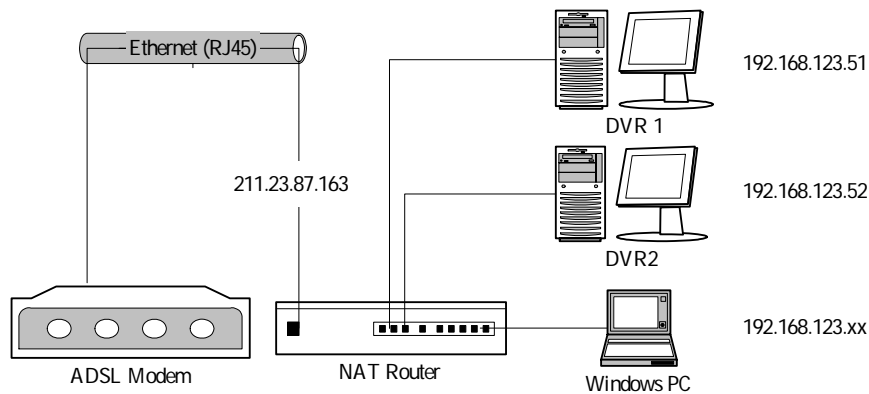 Ethernet (RJ45)
192.168.123.51
DVR 1
211.23.87.163
192.168.123.52
DVR2
192.168.123.xx
ADSL Modem
NAT Router
Windows PC